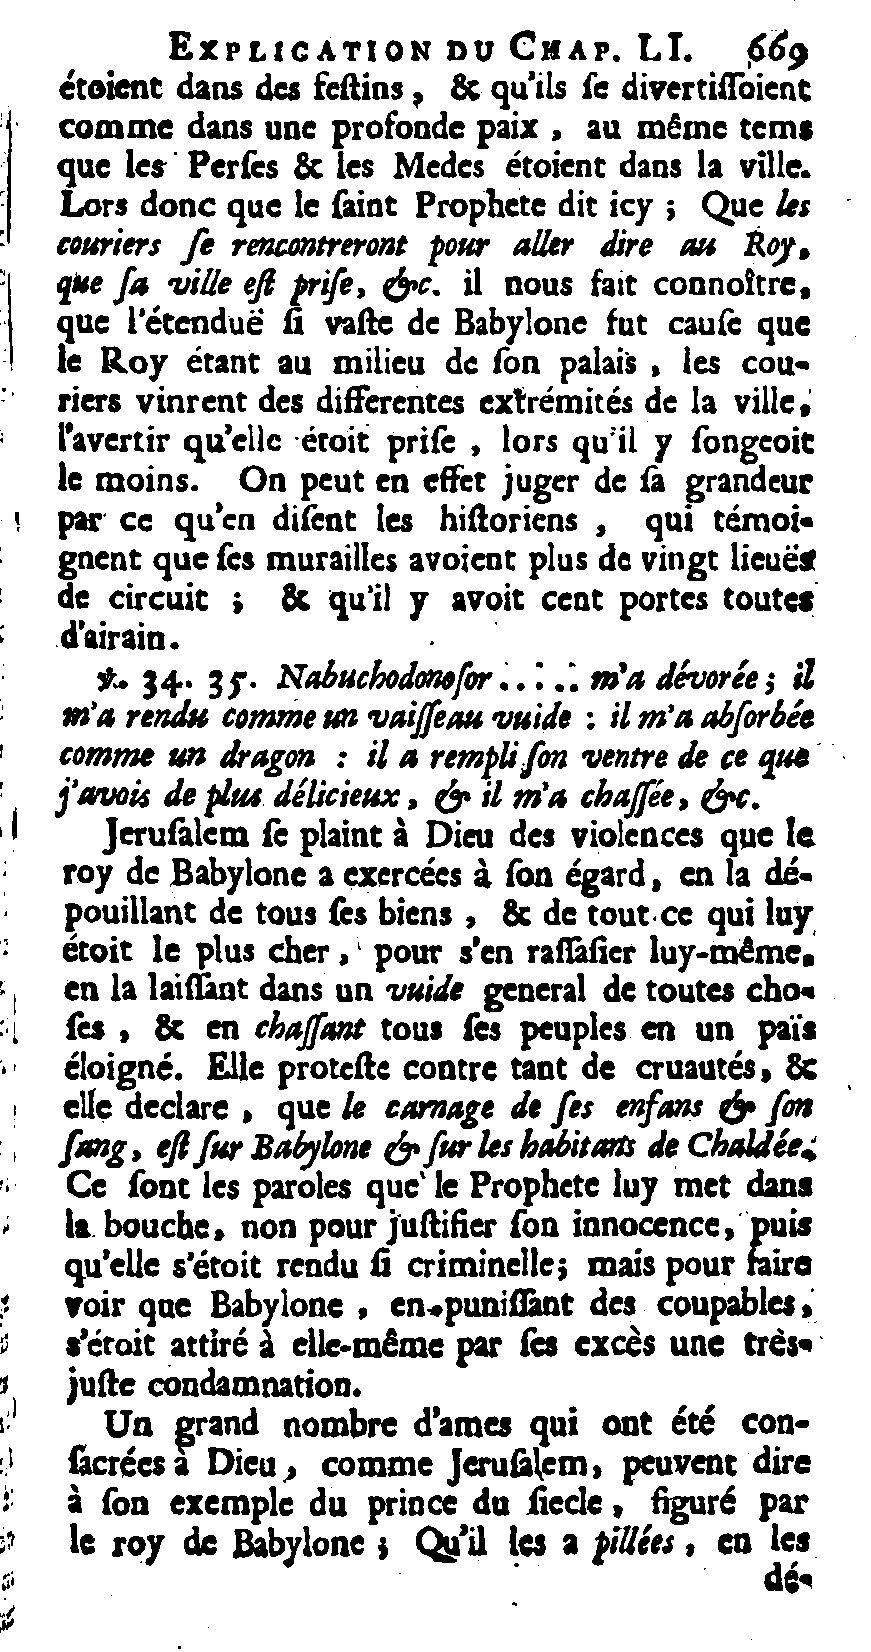 EXPLICATION DU CHAP. LI. 669
étoient dans des feſtins, & qu'ils ſe divertiſſoient
comme dans une profonde paix, au même tems
que les Perſes & les Medes étoient dans la ville.
Lors donc que le ſaint Prophete dit icy ; Que les
couriers ſe rencontreront pour aller dire au Roy,
que ſa ville eſt priſe, &c. il nous fait connoître,
que l'étenduë ſi vaſte de Babylone fut cauſe que
le Roy étant au milieu de ſon palais, les cou-
riers vinrent des differentes extrémités de la ville,
l'avertir qu'elle étoit priſe, lors qu'il y ſongeoit
le moins. On peut en effet juger de ſa grandeur
par ce qu'en diſent les hiſtoriens, qui témoi-
gnent que ſes murailles avoient plus de vingt lieuës
de circuit ; & qu'il y avoit cent portes toutes
d'airain.
℣. 34. 35. Nabuchodonoſor ..... m'a dévorée ; il
m'a rendu comme un vaiſſeau vuide : il m'a abſorbée
comme un dragon : il a rempli ſon ventre de ce que
j'avois de plus délicieux, & il m'a chaſſée, &c.
Jeruſalem ſe plaint à Dieu des violences que le
roy de Babylone a exercées à ſon égard, en la dé-
pouillant de tous ſes biens, & de tout ce qui luy
étoit le plus cher, pour s'en raſſaſier luy-même,
en la laiſſant dans un vuide general de toutes cho-
ſes, & en chaſſant tous ſes peuples en un païs
éloigné. Elle proteſte contre tant de cruautés, &
elle declare, que le carnage de ſes enfans & ſon
ſang, eſt ſur Babylone & ſur les habitans de Chaldée.
Ce ſont les paroles que le Prophete luy met dans
la bouche, non pour juſtifier ſon innocence, puis
qu'elle s'étoit rendu ſi criminelle; mais pour faire
voir que Babylone, en puniſſant des coupables,
s'étoit attiré à elle-même par ſes excès une très-
juſte condamnation.
Un grand nombre d'ames qui ont été con-
ſacrées à Dieu, comme Jeruſalem, peuvent dire
à ſon exemple du prince du ſiecle, figuré par
le roy de Babylone ; Qu'il les a pillées, en les
dé-